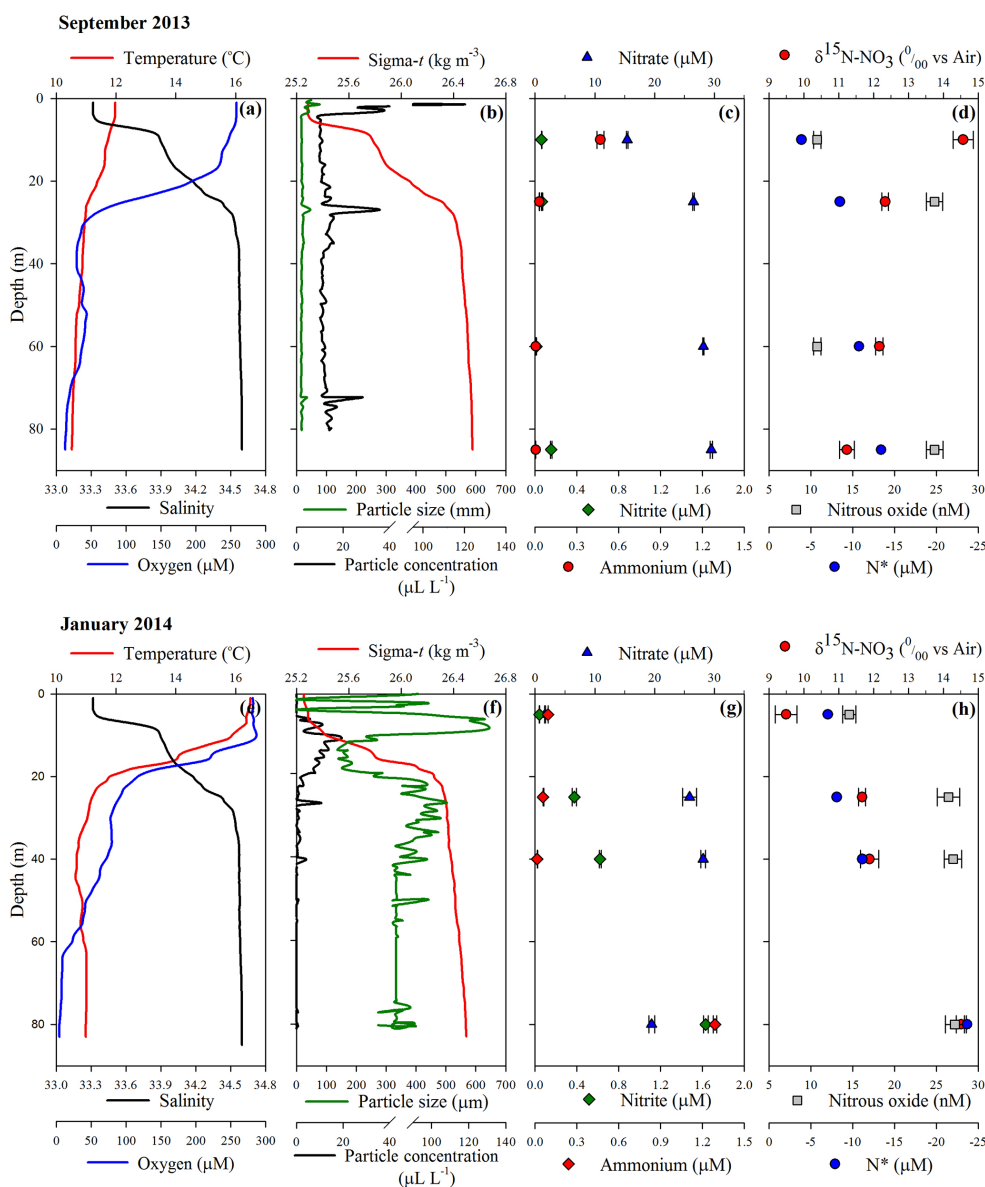 September 2013
Temperature (°C)
10 12 14 16
Sigma-t (kg m⁻³)
25.2 25.6 26.0 26.4 26.8
Nitrate (μM)
0 10 20 30
δ¹⁵N-NO₃ (⁰/₀₀ vs Air)
9 10 11 12 13 14 15
(a)
(b)
(c)
(d)
Depth (m)
0
20
40
60
80
33.0 33.3 33.6 33.9 34.2 34.5 34.8
Salinity
0 50 100 150 200 250 300
Oxygen (μM)
0 100 200 300 400 500 600 700
Particle size (mm)
0 20 40 100 120 140
Particle concentration
(μL L⁻¹)
0.0 0.4 0.8 1.2 1.6 2.0
Nitrite (μM)
0.0 0.3 0.6 0.9 1.2 1.5
Ammonium (μM)
5 10 15 20 25 30
Nitrous oxide (nM)
0 -5 -10 -15 -20 -25
N* (μM)
January 2014
Temperature (°C)
10 12 14 16
Sigma-t (kg m⁻³)
25.2 25.6 26.0 26.4 26.8
Nitrate (μM)
0 10 20 30
δ¹⁵N-NO₃ (⁰/₀₀ vs Air)
9 10 11 12 13 14 15
(e)
(f)
(g)
(h)
Depth (m)
0
20
40
60
80
33.0 33.3 33.6 33.9 34.2 34.5 34.8
Salinity
0 50 100 150 200 250 300
Oxygen (μM)
0 100 200 300 400 500 600 700
Particle size (μm)
0 20 40 100 130
Particle concentration
(μL L⁻¹)
0.0 0.4 0.8 1.2 1.6 2.0
Nitrite (μM)
0.0 0.3 0.6 0.9 1.2 1.5
Ammonium (μM)
5 10 15 20 25 30
Nitrous oxide (nM)
0 -5 -10 -15 -20 -25
N* (μM)